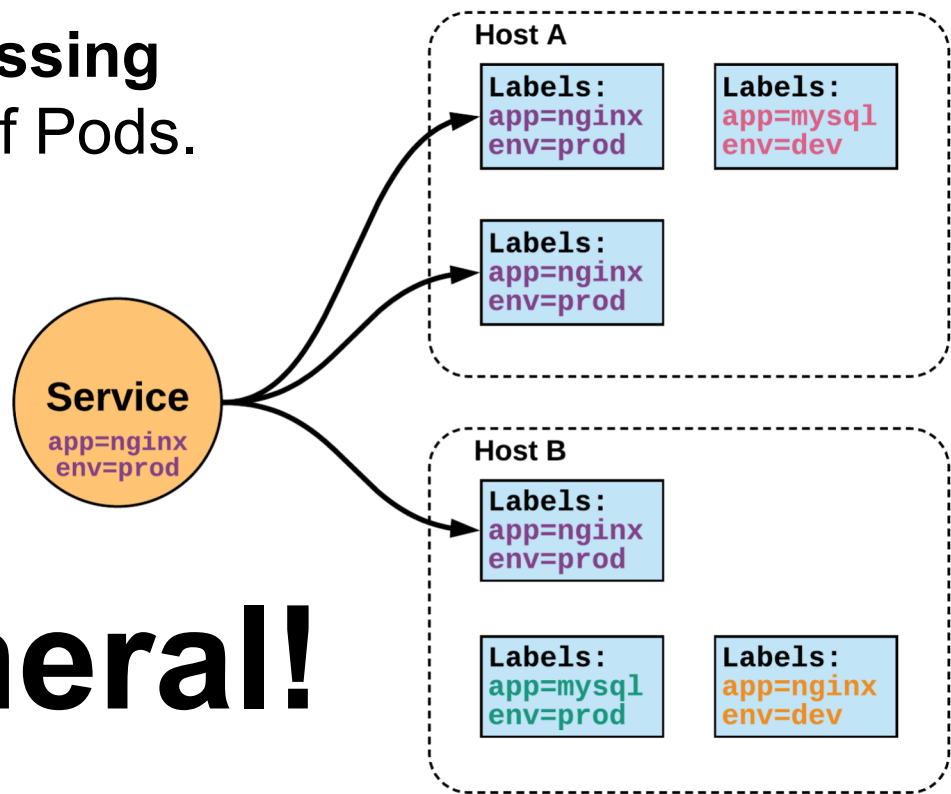 ssing
f Pods.
Service
app=nginx
env=prod
neral!
Host A
Labels:
app=nginx
env=prod
Labels:
app=mysql
env=dev
Labels:
app=nginx
env=prod
Host B
Labels:
app=nginx
env=prod
Labels:
app=mysql
env=prod
Labels:
app=nginx
env=dev